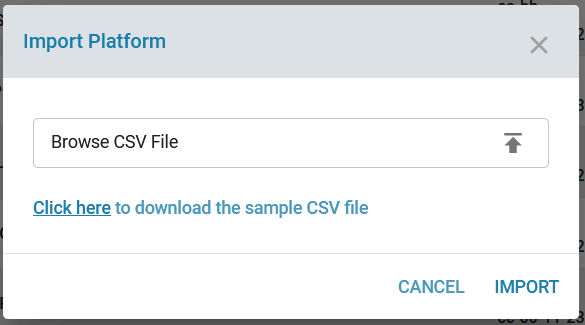 Import Platform
Browse CSV File
Click here to download the sample CSV file
CANCEL IMPORT